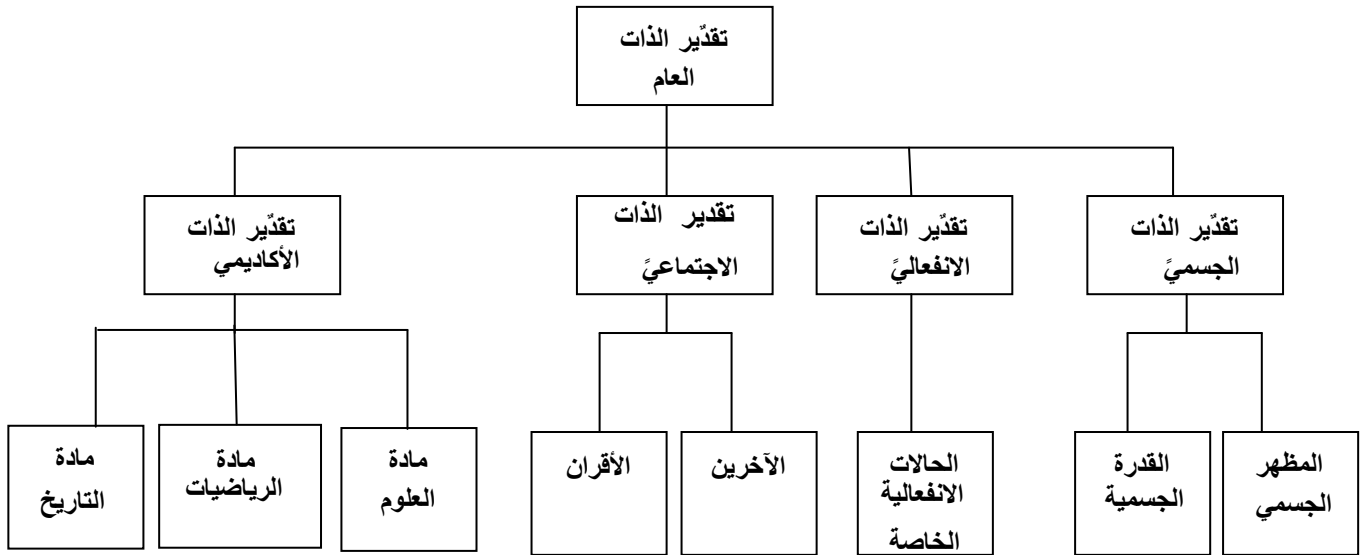 تقدٌير الذات
العام
تقدٌير الذات
الجسميً
تقدٌير الذات
الانفعاليً
تقدير الذات
الاجتماعيً
تقدٌير الذات
الأكاديمي
المظهر
الجسمي
القدرة
الجسمية
الحالات
الانفعالية
الخاصة
الآخرين
الأقران
مادة
العلوم
مادة
الرياضيات
مادة
التاريخ